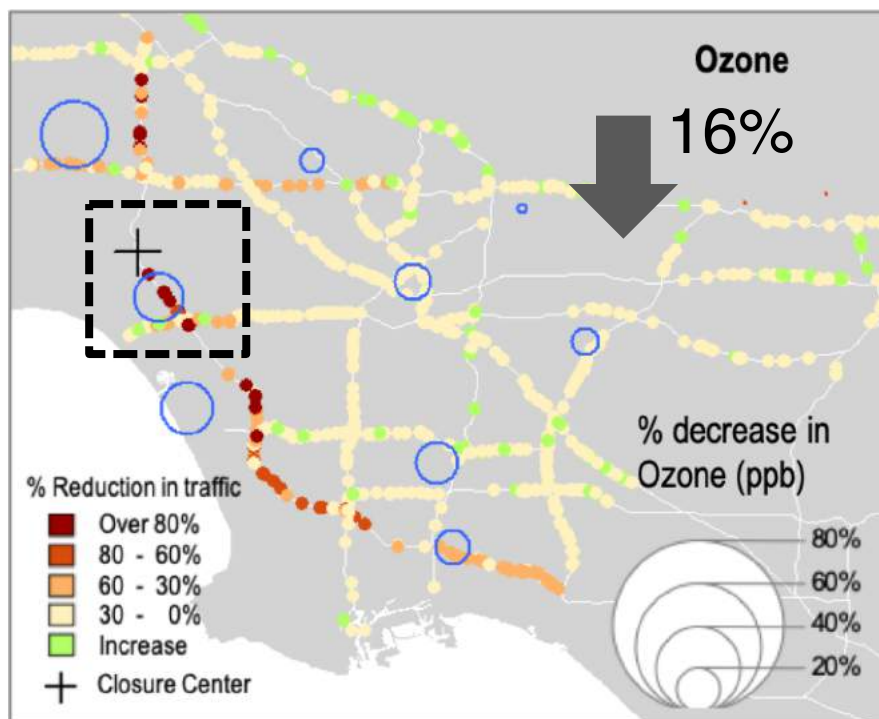 Ozone
16%
% decrease in
Ozone (ppb)
80%
60%
40%
20%
% Reduction in traffic
Over 80%
80 - 60%
60 - 30%
30 - 0%
Increase
Closure Center